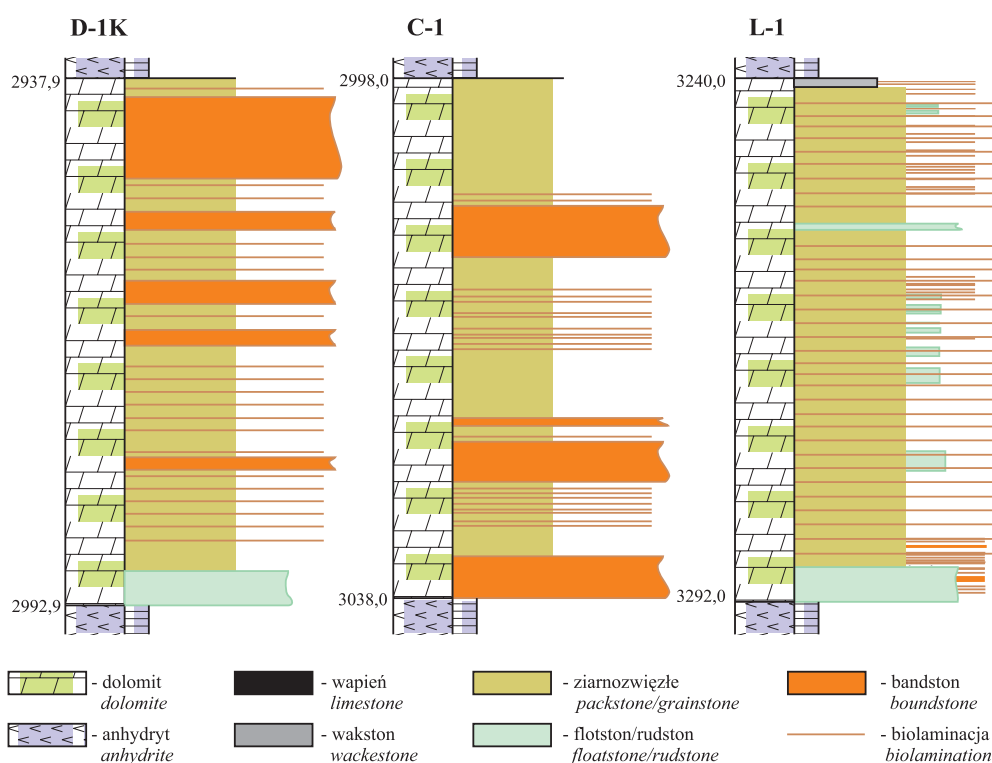 D-1K
C-1
L-1
2937,9
2998,0
3240,0
2992,9
3038,0
3292,0
- dolomit
dolomite
- wapień
limestone
- ziarnozwięzłe
packstone/grainstone
- bandston
boundstone
- anhydryt
anhydrite
- wakston
wackestone
- flotston/rudston
floatstone/rudstone
- biolaminacja
biolamination